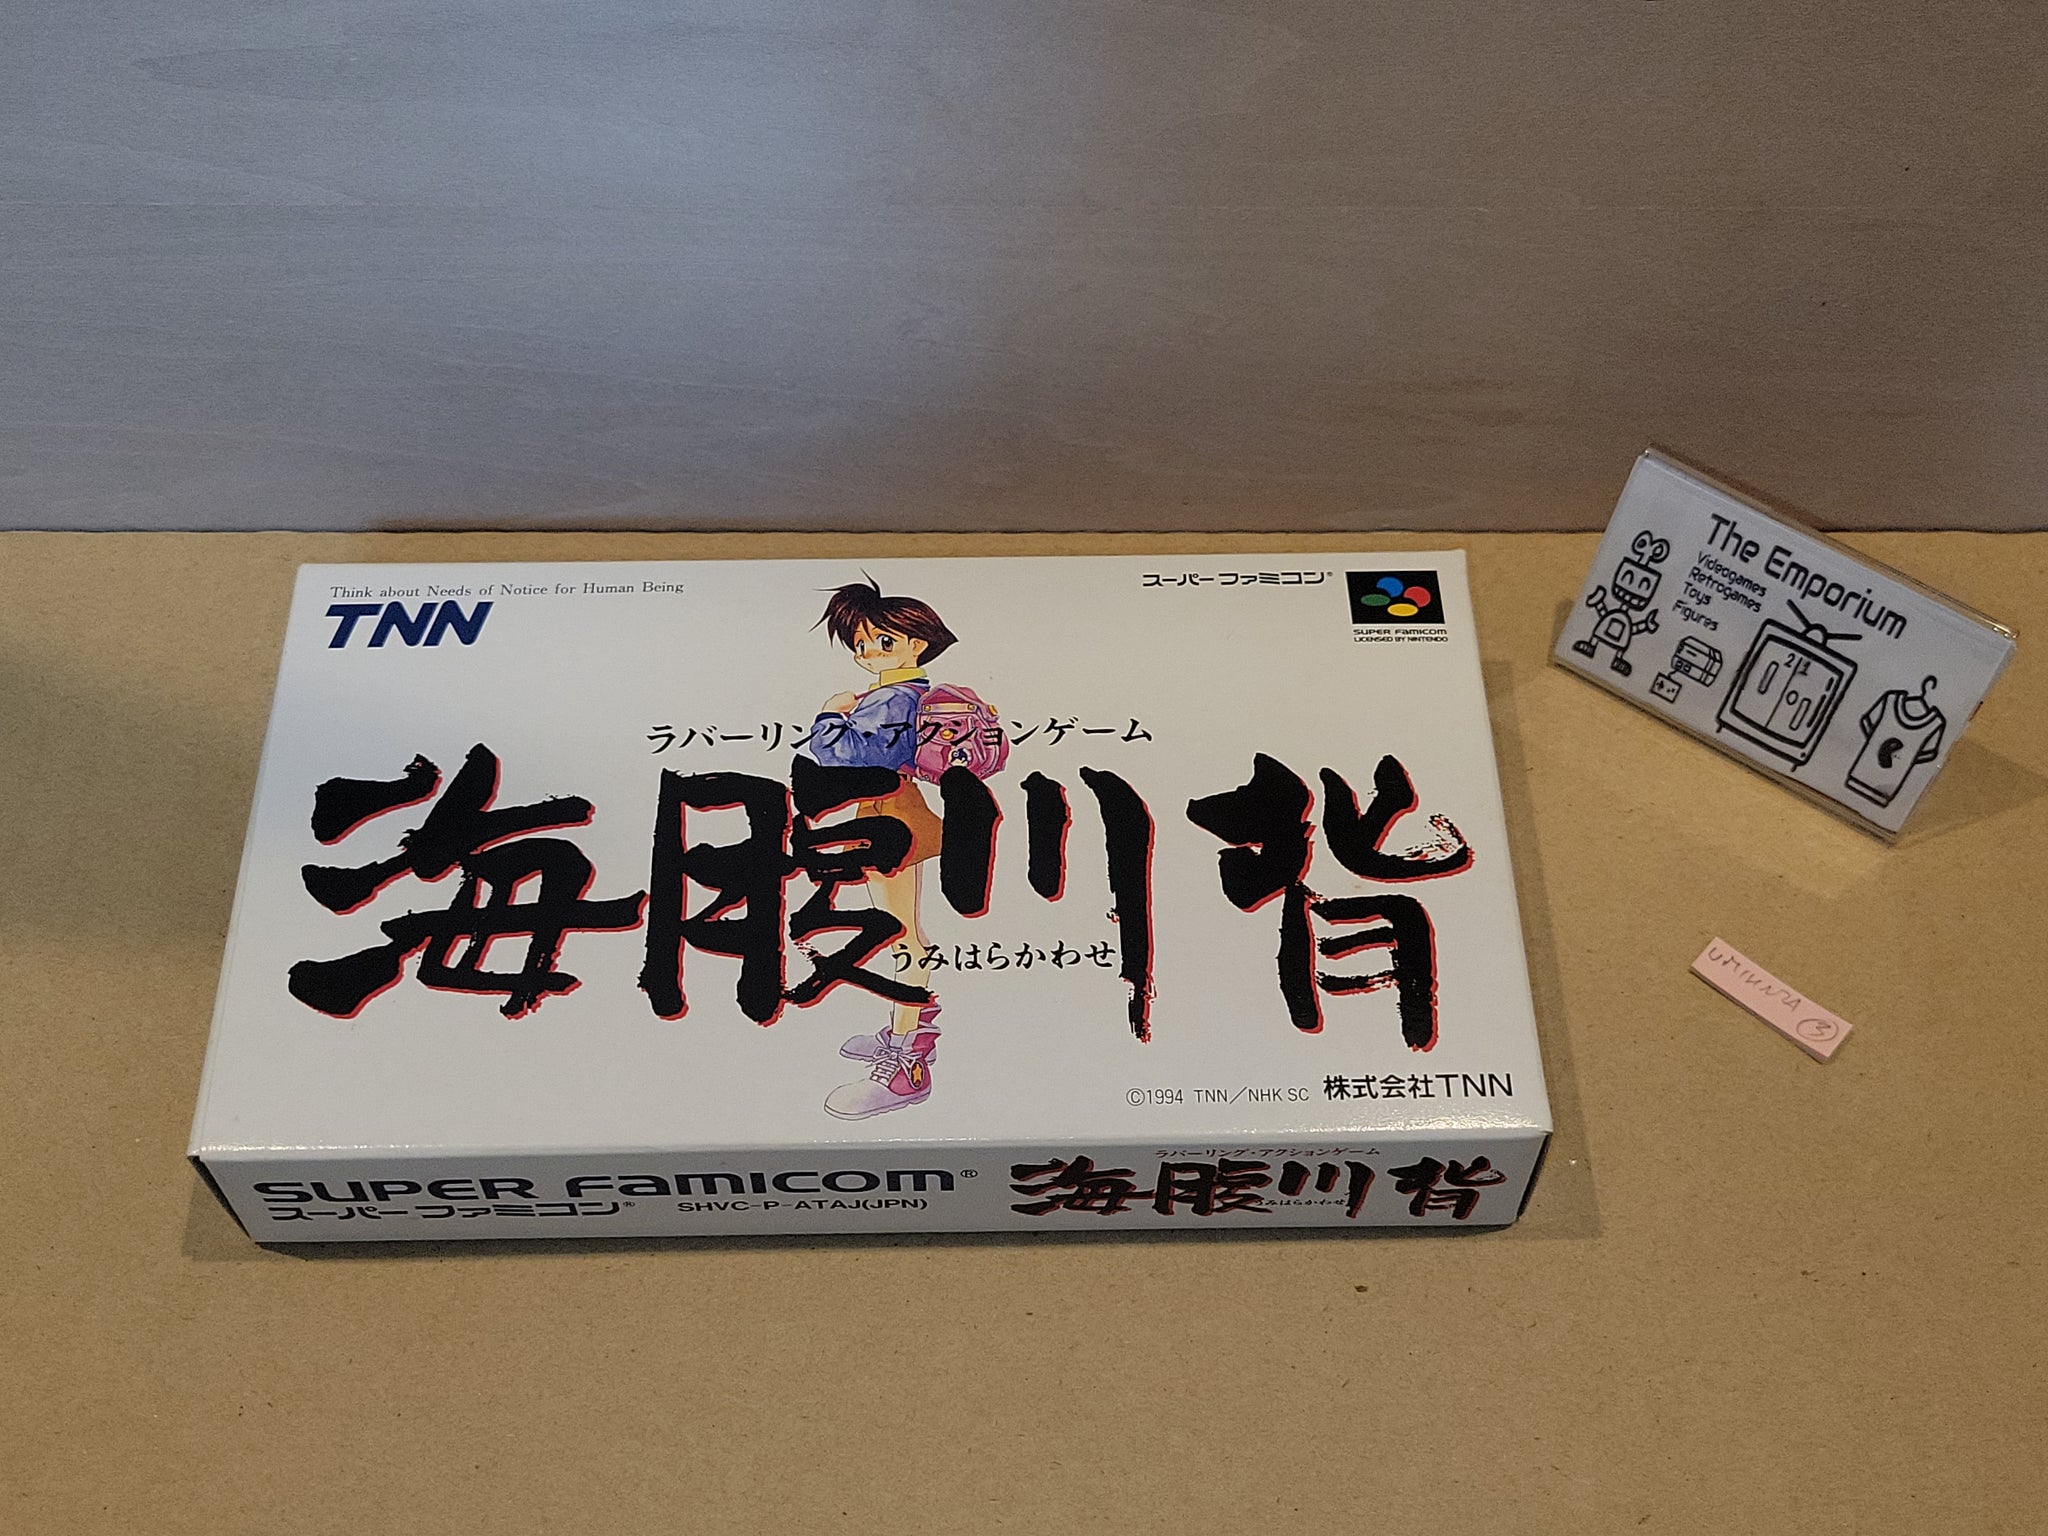 Think about Needs of Notice for Human Being
TNN
スーパーファミコン®
SUPER FAMICOM
LICENSED BY NINTENDO
ラバーリング・アクションゲーム
海腹川背
うみはらかわせ
©1994 TNN/NHK SC 株式会社TNN
SUPER FAMICOM®
スーパーファミコン®
SHVC-P-ATAJ(JPN)
ラバーリング・アクションゲーム
海腹川背
うみはらかわせ
The Emporium
Videogames
Retrogames
Toys
Figures
2 1
3